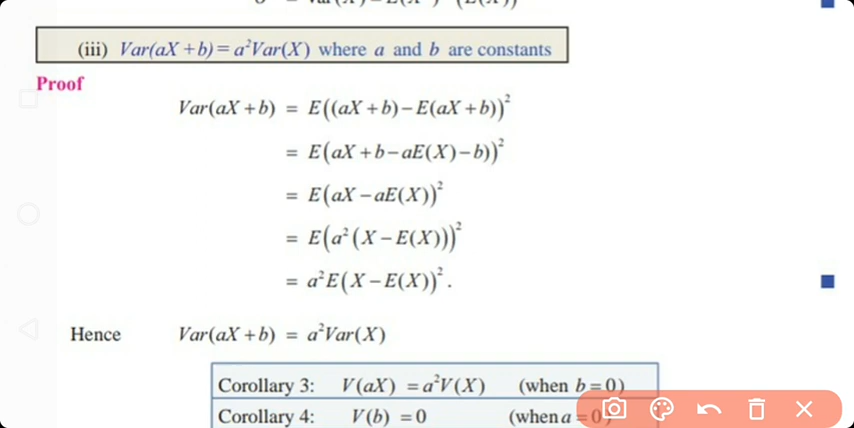 (iii) Var(aX + b) = a²Var(X) where a and b are constants
Proof
Var(aX + b) = E((aX + b) – E(aX + b))²
= E(aX + b – aE(X) – b))²
= E(aX – aE(X))²
= E(a²(X – E(X)))²
= a²E(X – E(X))².
Hence Var(aX + b) = a²Var(X)
Corollary 3: V(aX) = a²V(X) (when b = 0)
Corollary 4: V(b) = 0 (when a = 0)